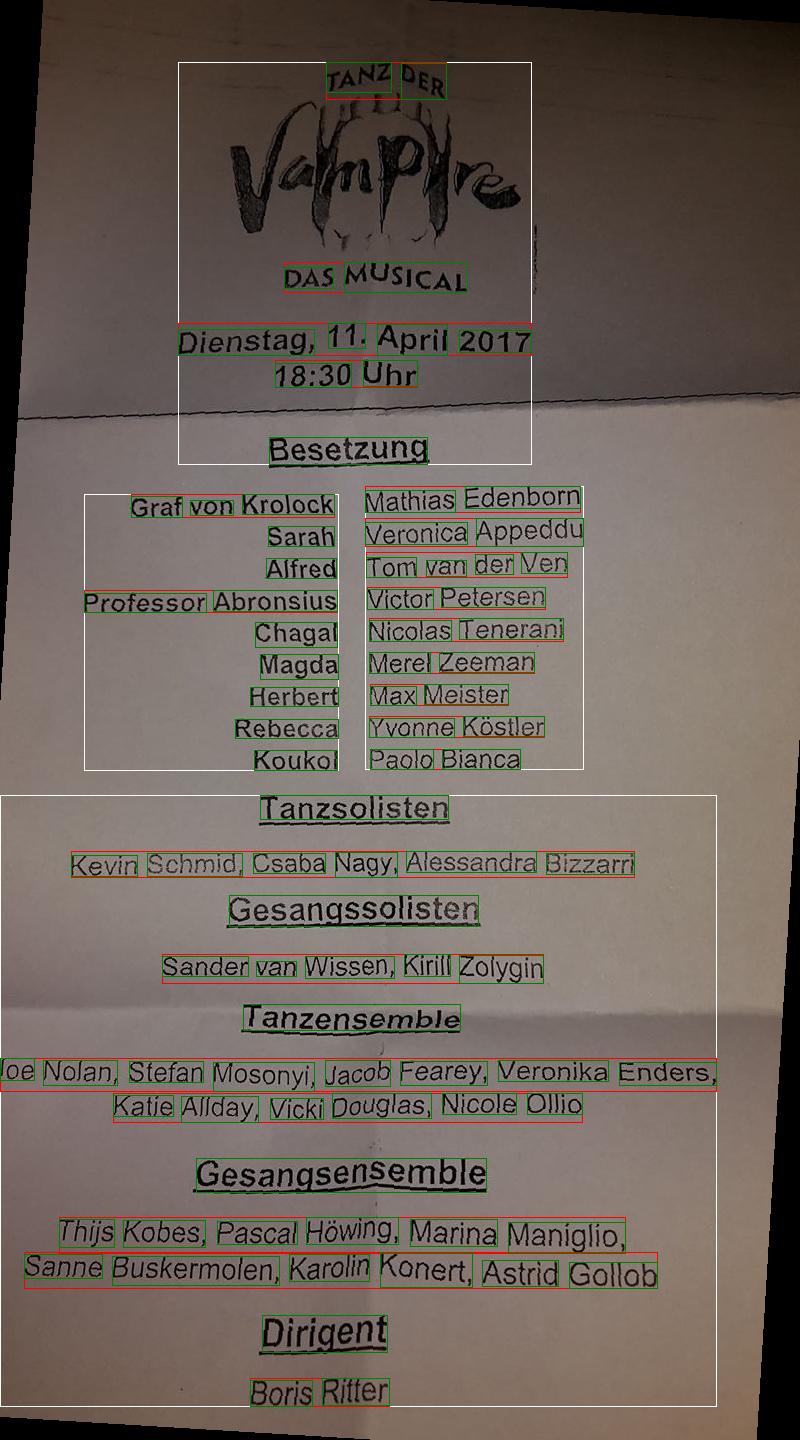 TANZ DER
Vampire
DAS MUSICAL
Dienstag, 11. April 2017
18:30 Uhr
Besetzung
Graf von Krolock Mathias Edenborn
Sarah Veronica Appeddu
Alfred Tom van der Ven
Professor Abronsius Victor Petersen
Chagal Nicolas Tenerani
Magda Merel Zeeman
Herbert Max Meister
Rebecca Yvonne Köstler
Koukol Paolo Bianca
Tanzsolisten
Kevin Schmid, Csaba Nagy, Alessandra Bizzarri
Gesangssolisten
Sander van Wissen, Kirill Zolygin
Tanzensemble
Nolan, Stefan Mosonyi, Jacob Fearey, Veronika Enders,
Katie Allday, Vicki Douglas, Nicole Ollio
Gesangsensemble
Thijs Kobes, Pascal Höwing, Marina Maniglio,
Sanne Buskermolen, Karolin Konert, Astrid Gollob
Dirigent
Boris Ritter